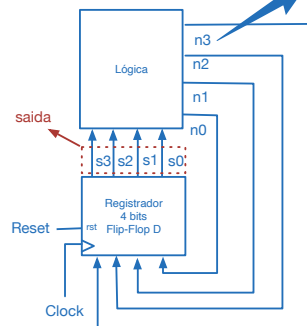 n3
Lógica
n2
n1
saida
n0
s3 s2 s1 s0
Registrador
4 bits
Flip-Flop D
Reset
rst
Clock